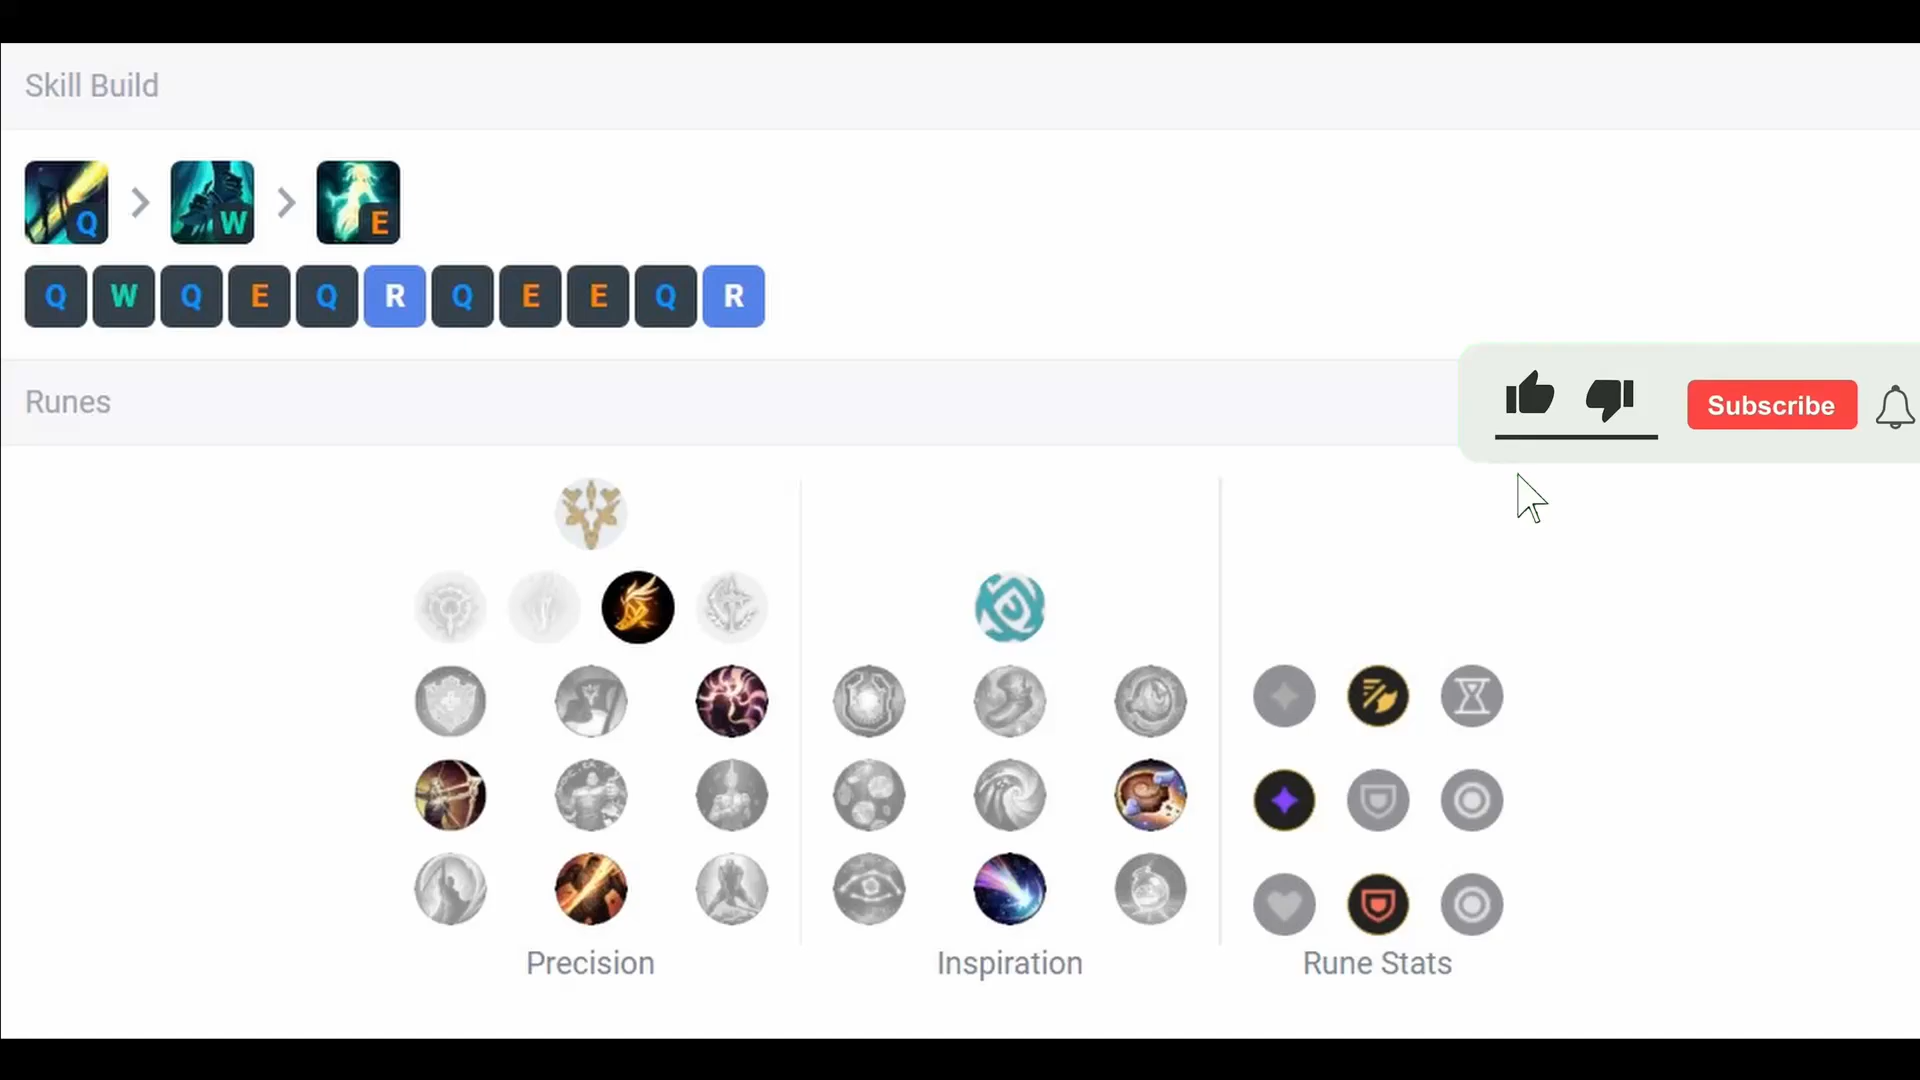 Skill Build
Q W E
Q W Q E Q R Q E E Q R
Runes
Subscribe
Precision Inspiration Rune Stats